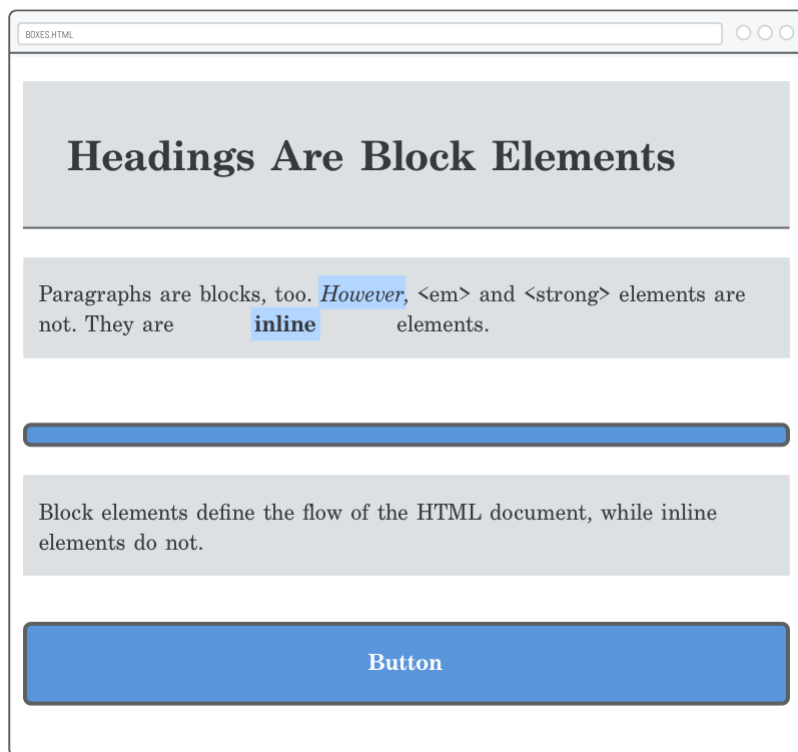 BOXES.HTML
Headings Are Block Elements
Paragraphs are blocks, too. However, <em> and <strong> elements are
not. They are inline elements.
Block elements define the flow of the HTML document, while inline
elements do not.
Button